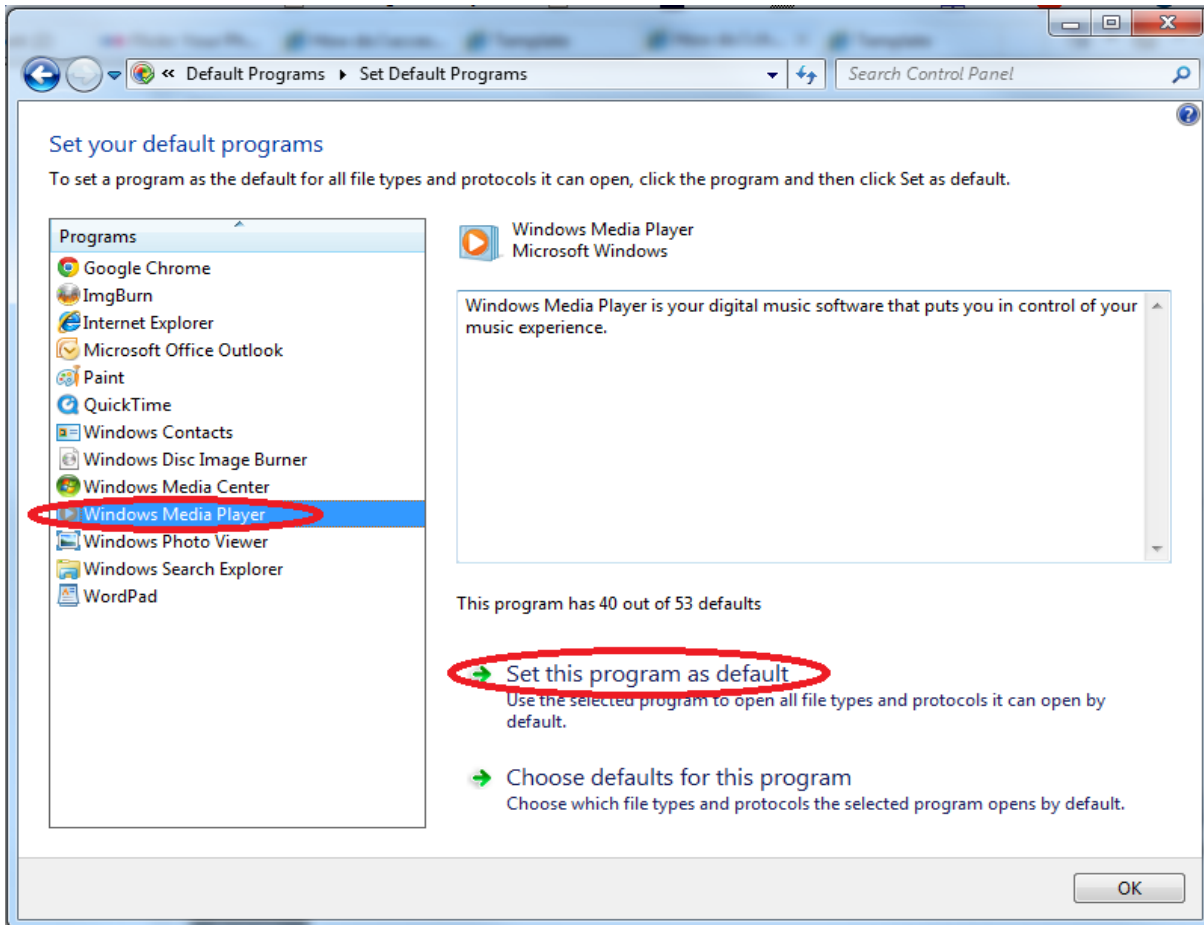 « Default Programs ▸ Set Default Programs
Search Control Panel
Set your default programs
To set a program as the default for all file types and protocols it can open, click the program and then click Set as default.
Programs
Google Chrome
ImgBurn
Internet Explorer
Microsoft Office Outlook
Paint
QuickTime
Windows Contacts
Windows Disc Image Burner
Windows Media Center
Windows Media Player
Windows Photo Viewer
Windows Search Explorer
WordPad
Windows Media Player
Microsoft Windows
Windows Media Player is your digital music software that puts you in control of your
music experience.
This program has 40 out of 53 defaults
Set this program as default
Use the selected program to open all file types and protocols it can open by
default.
Choose defaults for this program
Choose which file types and protocols the selected program opens by default.
OK